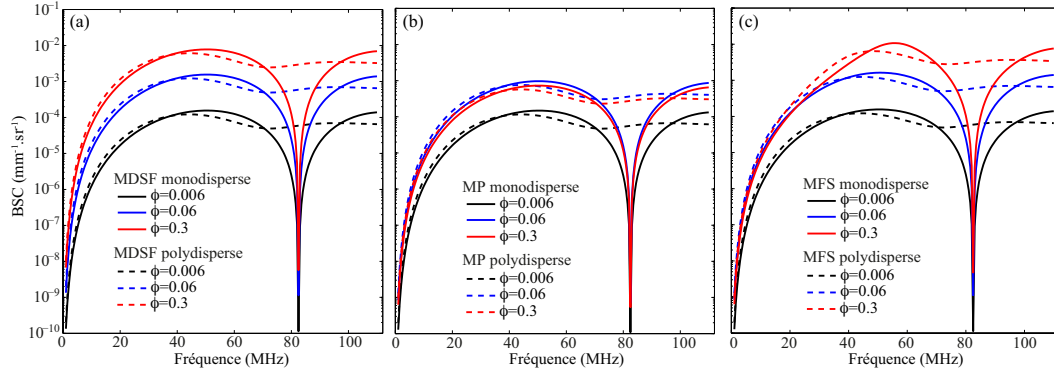 (a)
BSC (mm⁻¹.sr⁻¹)
10⁻¹
10⁻²
10⁻³
10⁻⁴
10⁻⁵
10⁻⁶
10⁻⁷
10⁻⁸
10⁻⁹
10⁻¹⁰
MDSF monodisperse
ϕ=0.006
ϕ=0.06
ϕ=0.3
MDSF polydisperse
ϕ=0.006
ϕ=0.06
ϕ=0.3
0 20 40 60 80 100
Fréquence (MHz)
(b)
MP monodisperse
ϕ=0.006
ϕ=0.06
ϕ=0.3
MP polydisperse
ϕ=0.006
ϕ=0.06
ϕ=0.3
0 20 40 60 80 100
Fréquence (MHz)
(c)
MFS monodisperse
ϕ=0.006
ϕ=0.06
ϕ=0.3
MFS polydisperse
ϕ=0.006
ϕ=0.06
ϕ=0.3
0 20 40 60 80 100
Fréquence (MHz)